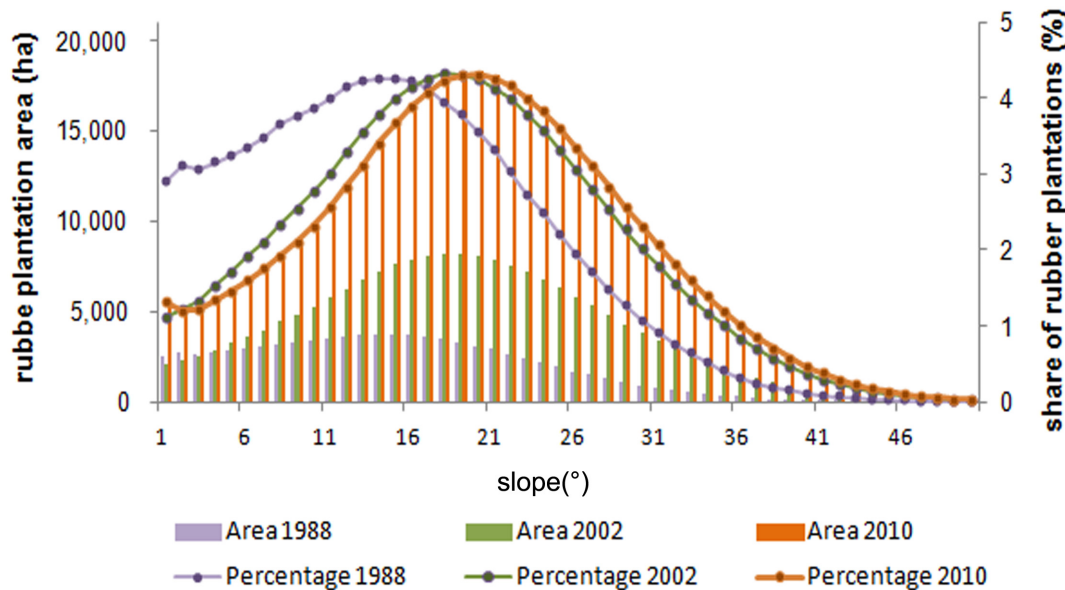 rubbe plantation area (ha)
20,000
15,000
10,000
5,000
0
5
4
3
2
1
0
share of rubber plantations (%)
1 6 11 16 21 26 31 36 41 46
slope(°)
Area 1988 Area 2002 Area 2010
Percentage 1988 Percentage 2002 Percentage 2010